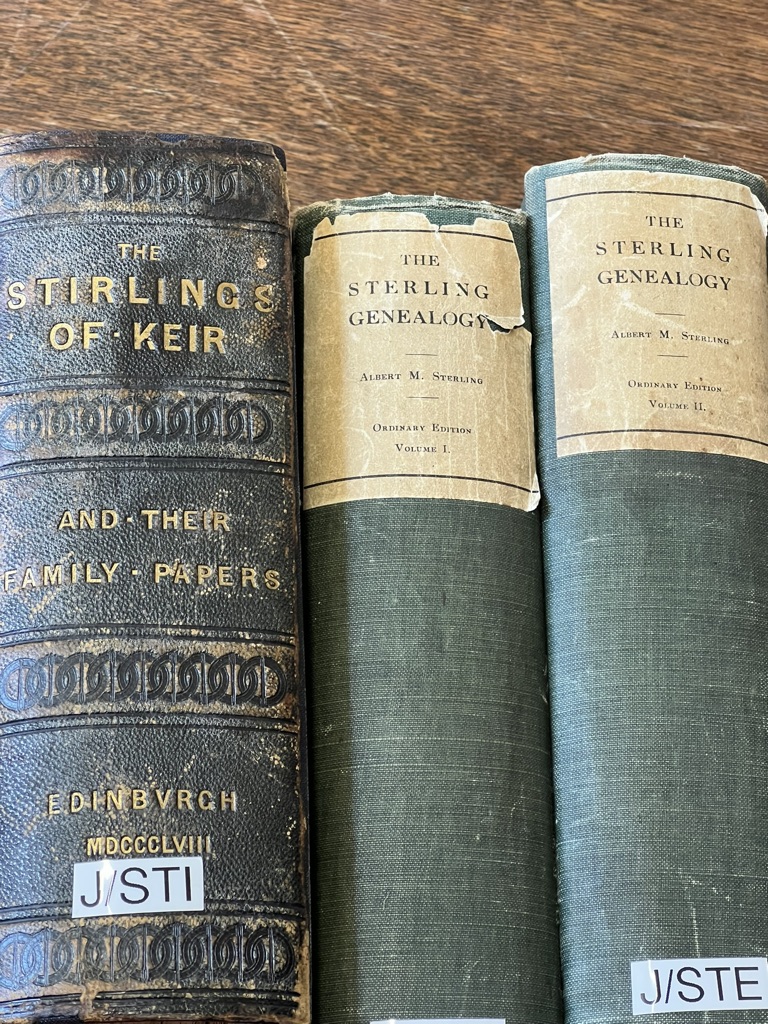 THE
STIRLINGS
OF·KEIR
AND·THEIR
FAMILY·PAPERS
EDINBVRGH
MDCCCLVIII
J/STI
THE
STERLING
GENEALOGY
ALBERT M. STERLING
ORDINARY EDITION
VOLUME I.
THE
STERLING
GENEALOGY
ALBERT M. STERLING
ORDINARY EDITION
VOLUME II.
J/STE